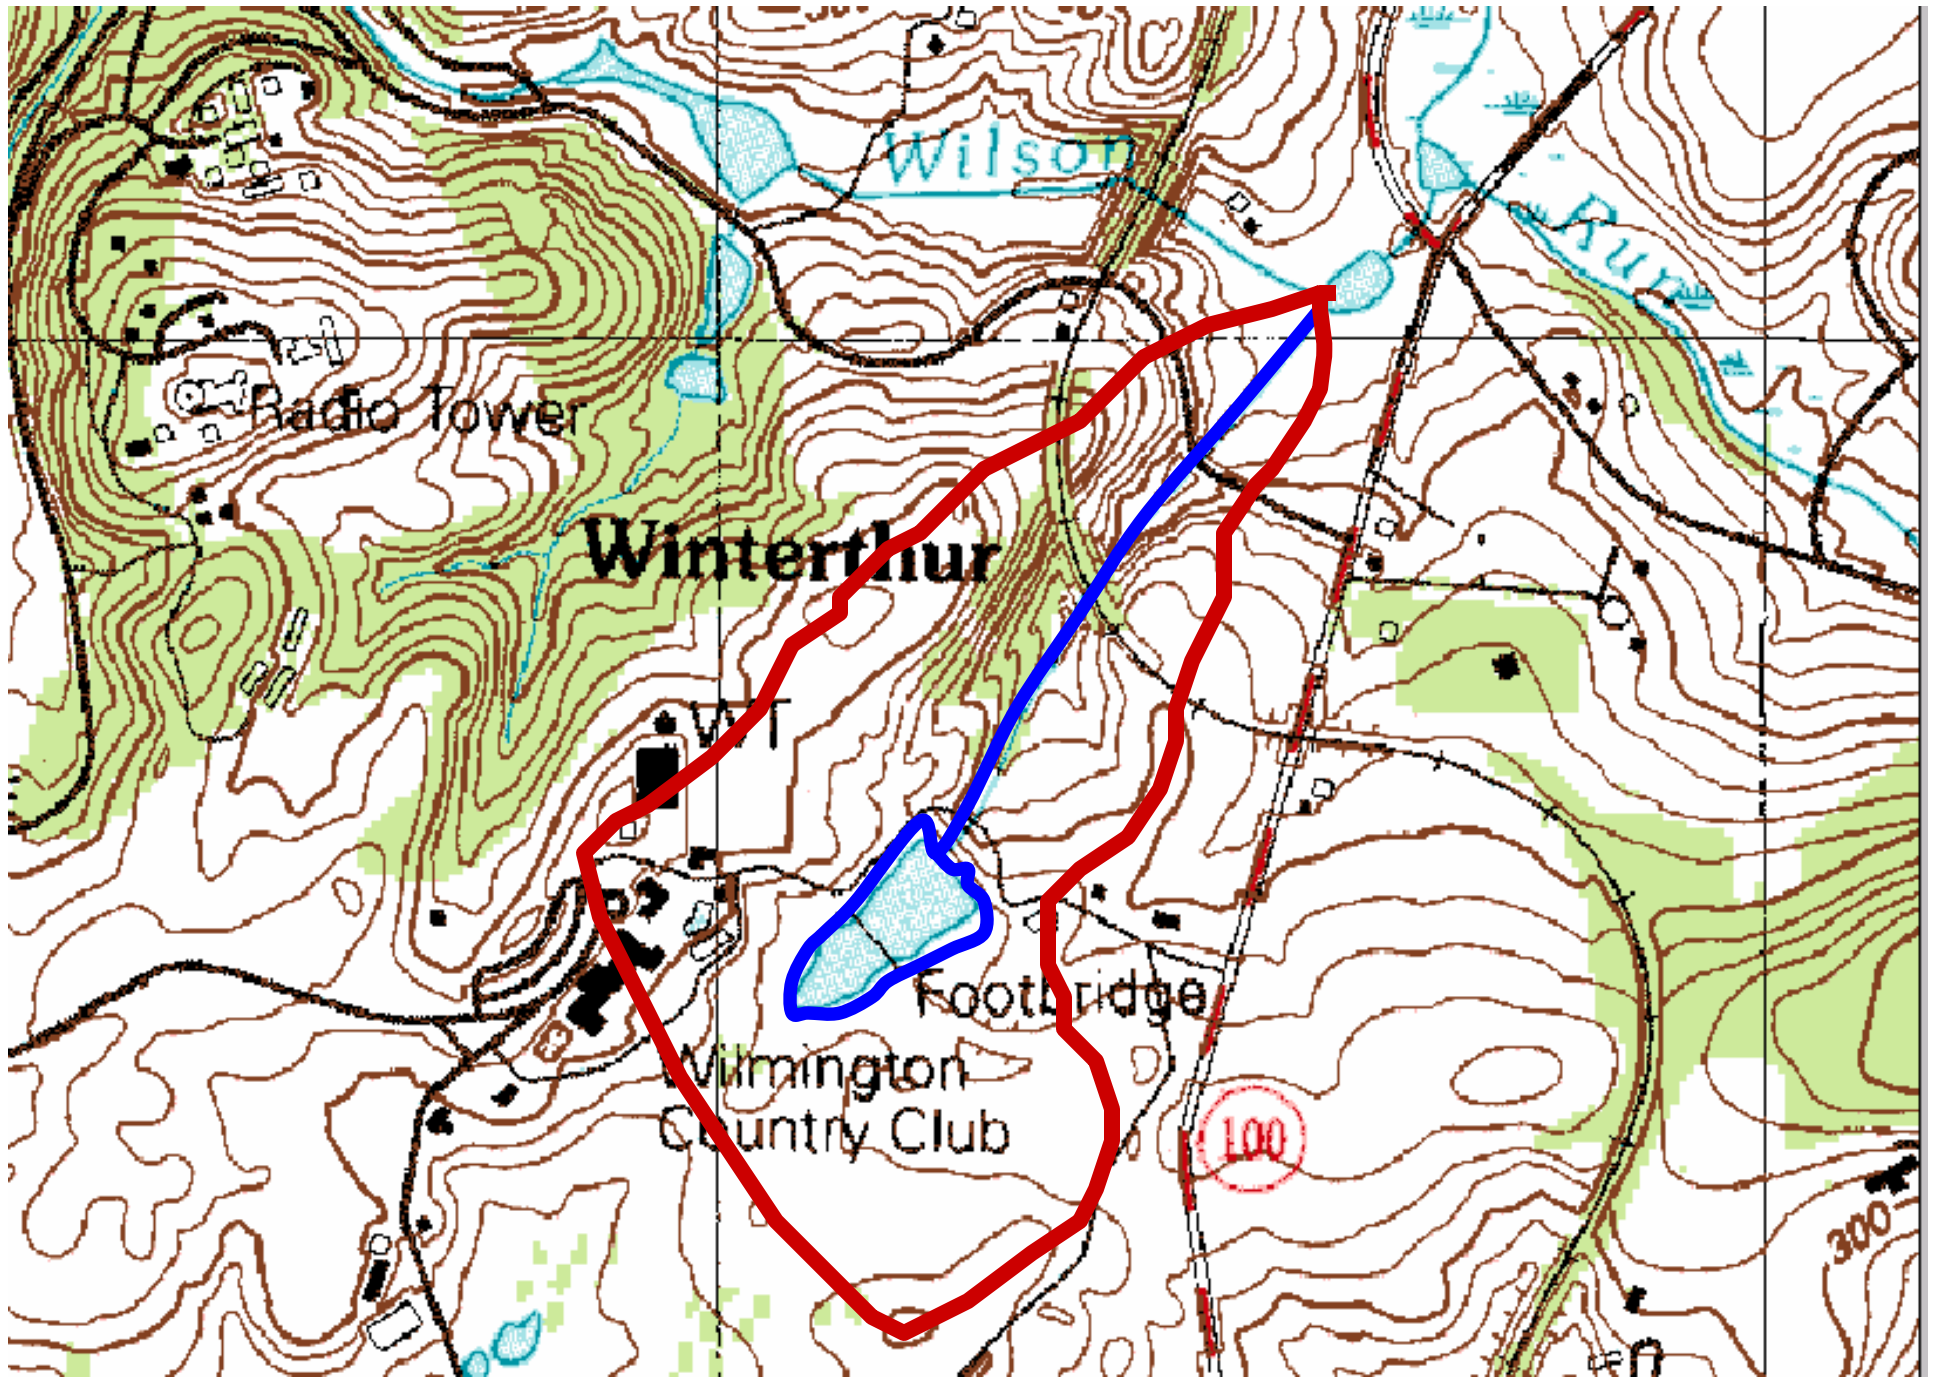 Wilson
Run
Radio Tower
Winterthur
WT
Footbridge
Wilmington
Country Club
100
300